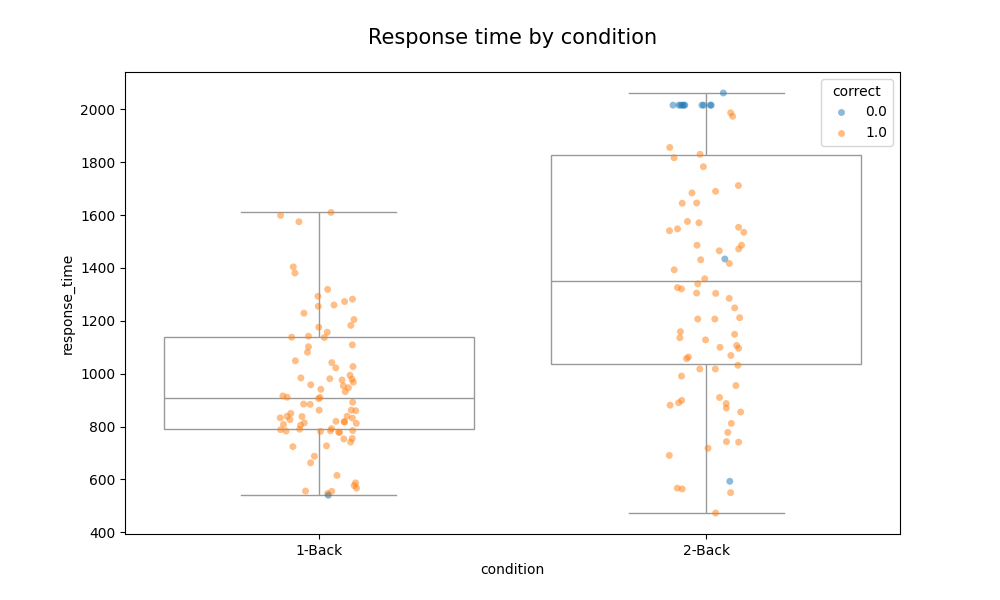 Response time by condition
correct
0.0
1.0
2000
1800
1600
1400
1200
1000
800
600
400
response_time
1-Back
2-Back
condition